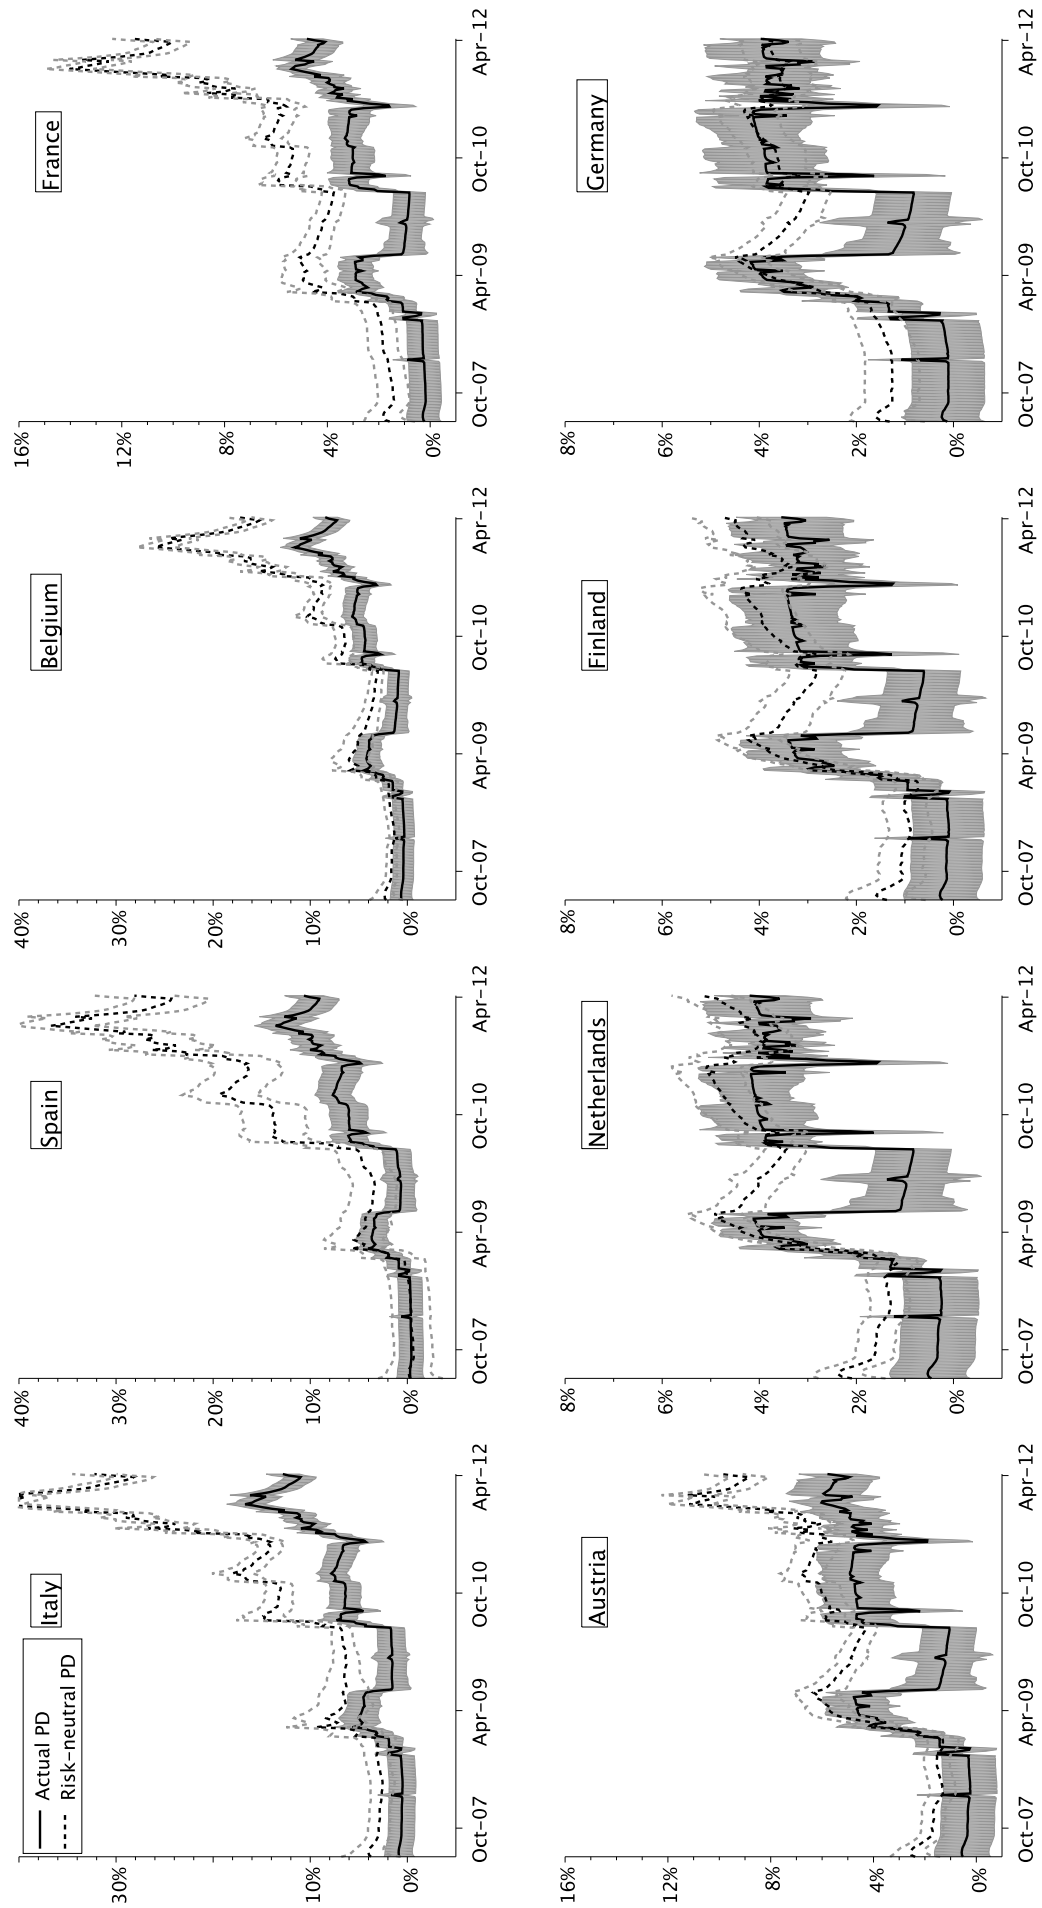 Actual PD
Risk−neutral PD
Italy
30%
10%
0%
Oct−07
Apr−09
Oct−10
Apr−12
Spain
40%
30%
20%
10%
0%
Oct−07
Apr−09
Oct−10
Apr−12
Belgium
40%
30%
20%
10%
0%
Oct−07
Apr−09
Oct−10
Apr−12
France
16%
12%
8%
4%
0%
Oct−07
Apr−09
Oct−10
Apr−12
Austria
16%
12%
8%
4%
0%
Oct−07
Apr−09
Oct−10
Apr−12
Netherlands
8%
6%
4%
2%
0%
Oct−07
Apr−09
Oct−10
Apr−12
Finland
8%
6%
4%
2%
0%
Oct−07
Apr−09
Oct−10
Apr−12
Germany
8%
6%
4%
2%
0%
Oct−07
Apr−09
Oct−10
Apr−12